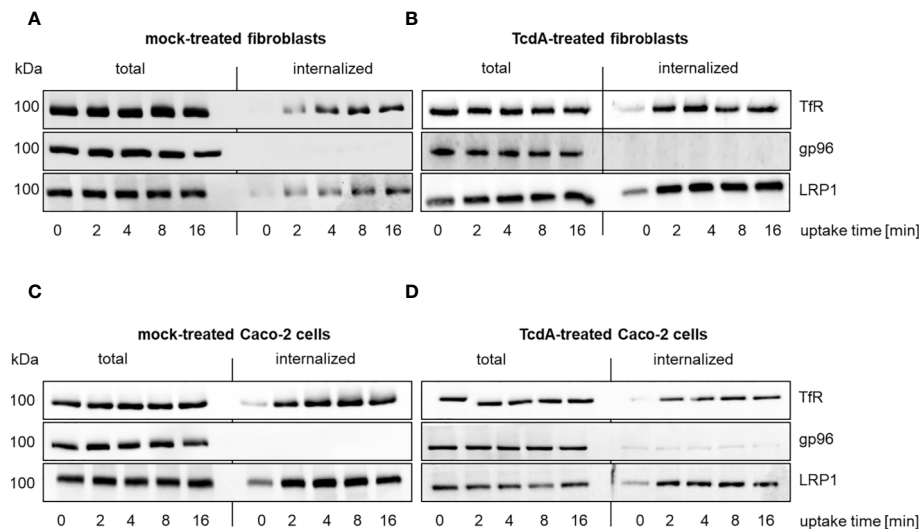 A
B
mock-treated fibroblasts
TcdA-treated fibroblasts
kDa
total
internalized
total
internalized
100
TfR
100
gp96
100
LRP1
0 2 4 8 16 0 2 4 8 16 0 2 4 8 16 0 2 4 8 16 uptake time [min]
C
D
mock-treated Caco-2 cells
TcdA-treated Caco-2 cells
kDa
total
internalized
total
internalized
100
TfR
100
gp96
100
LRP1
0 2 4 8 16 0 2 4 8 16 0 2 4 8 16 0 2 4 8 16 uptake time [min]